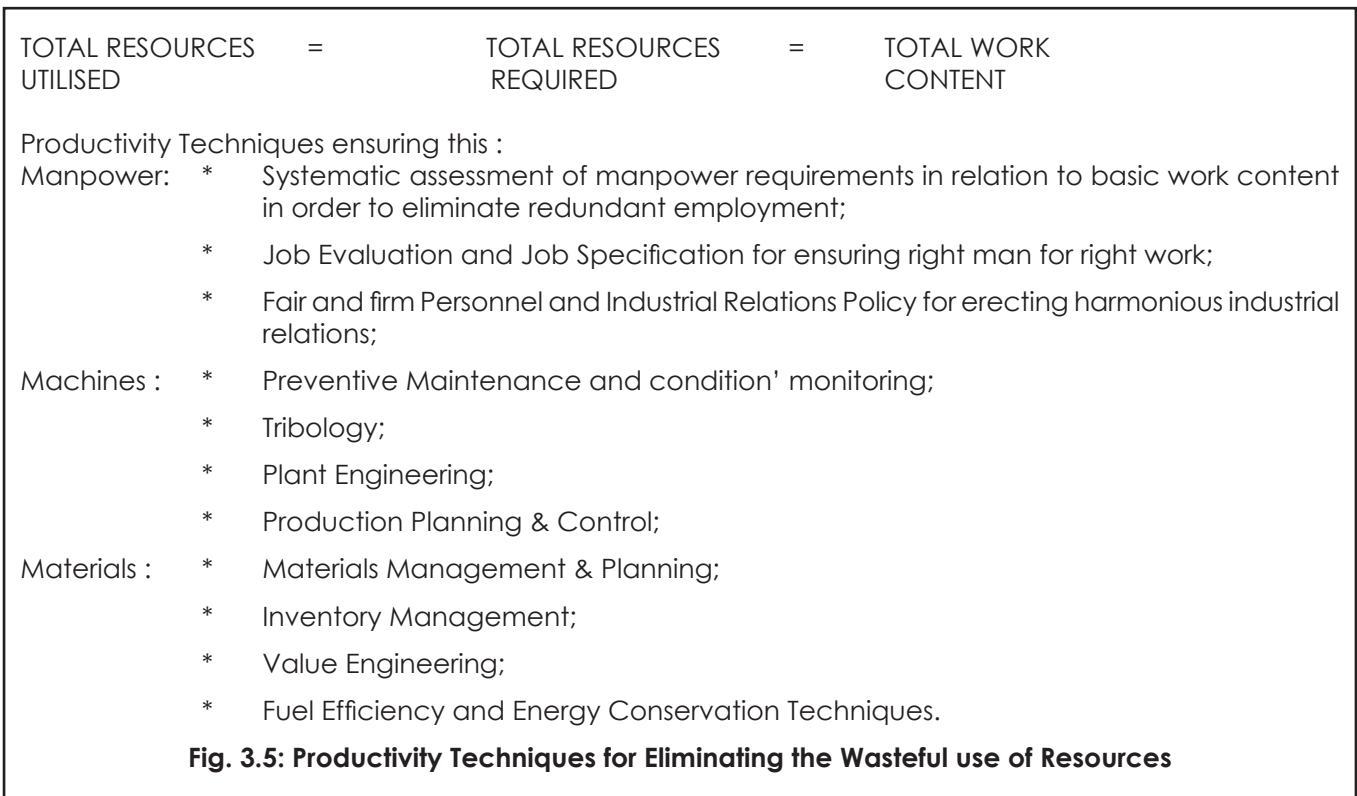 TOTAL RESOURCES = TOTAL RESOURCES = TOTAL WORK
UTILISED REQUIRED CONTENT
Productivity Techniques ensuring this :
Manpower: * Systematic assessment of manpower requirements in relation to basic work content
in order to eliminate redundant employment;
* Job Evaluation and Job Specification for ensuring right man for right work;
* Fair and firm Personnel and Industrial Relations Policy for erecting harmonious industrial
relations;
Machines : * Preventive Maintenance and condition’ monitoring;
* Tribology;
* Plant Engineering;
* Production Planning & Control;
Materials : * Materials Management & Planning;
* Inventory Management;
* Value Engineering;
* Fuel Efficiency and Energy Conservation Techniques.
Fig. 3.5: Productivity Techniques for Eliminating the Wasteful use of Resources